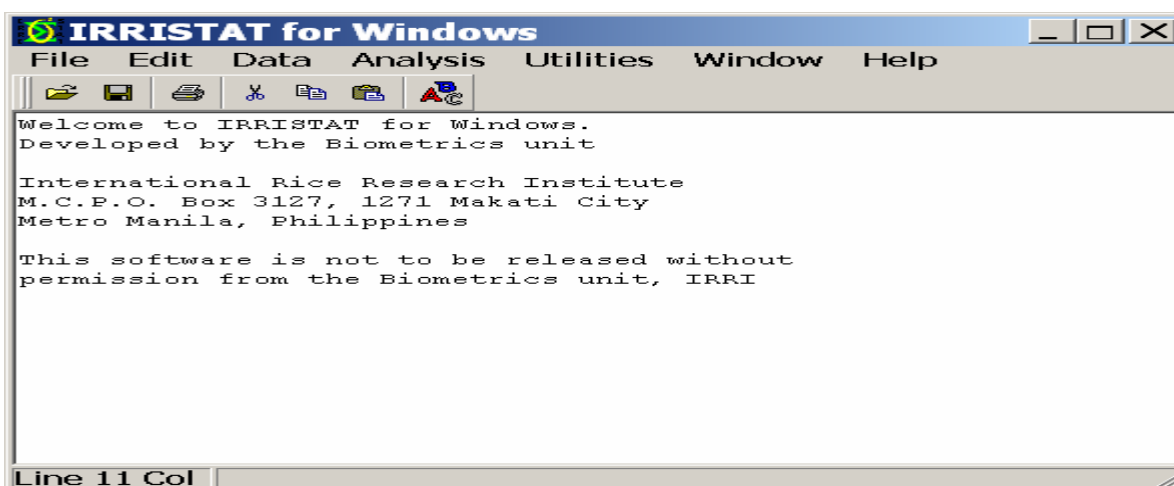 IRRISTAT for Windows
File Edit Data Analysis Utilities Window Help
ABC
Welcome to IRRISTAT for Windows.
Developed by the Biometrics unit
International Rice Research Institute
M.C.P.O. Box 3127, 1271 Makati City
Metro Manila, Philippines
This software is not to be released without
permission from the Biometrics unit, IRRI
Line 11 Col